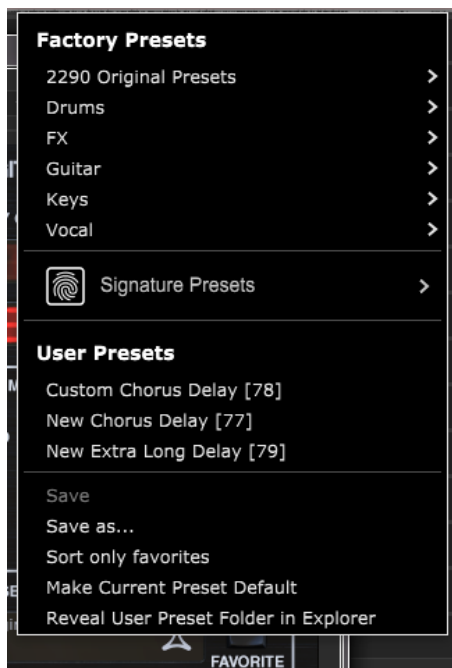 Factory Presets
2290 Original Presets
Drums
FX
Guitar
Keys
Vocal
Signature Presets
User Presets
Custom Chorus Delay [78]
New Chorus Delay [77]
New Extra Long Delay [79]
Save
Save as...
Sort only favorites
Make Current Preset Default
Reveal User Preset Folder in Explorer
FAVORITE